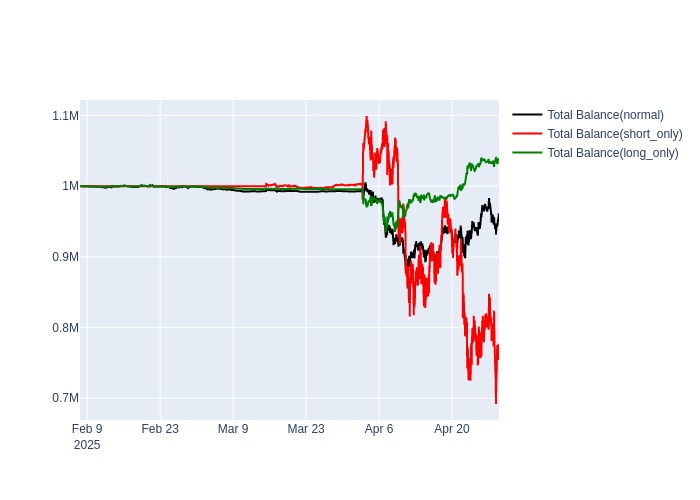 1.1M
1M
0.9M
0.8M
0.7M
Feb 9
2025
Feb 23
Mar 9
Mar 23
Apr 6
Apr 20
Total Balance(normal)
Total Balance(short_only)
Total Balance(long_only)